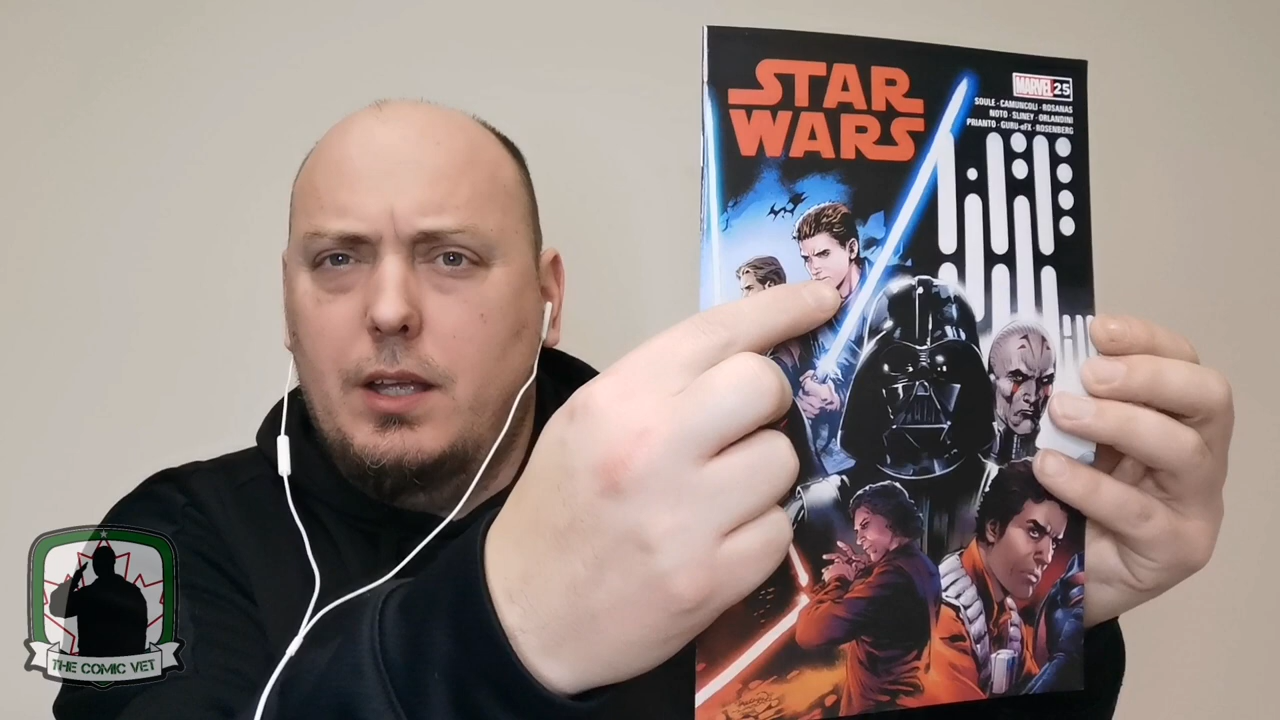 STAR
WARS
MARVEL 25
SOULE · CAMUNCOLI · ROSANAS
NOTO · SLINEY · ORLANDINI
PRIANTO · GURU-eFX · ROSENBERG
THE COMIC VET